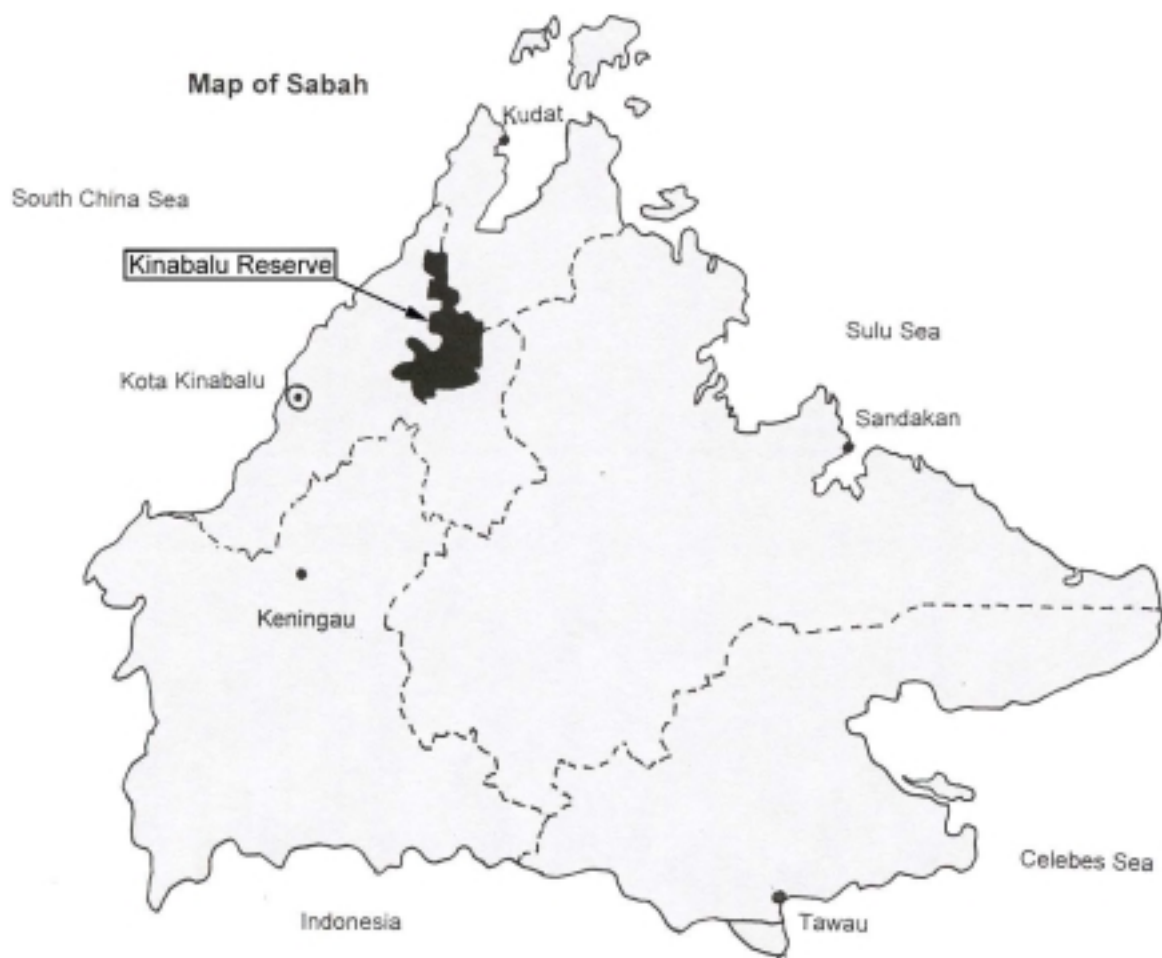 Map of Sabah
Kudat
South China Sea
Kinabalu Reserve
Sulu Sea
Kota Kinabalu
Sandakan
Keningau
Celebes Sea
Indonesia
Tawau